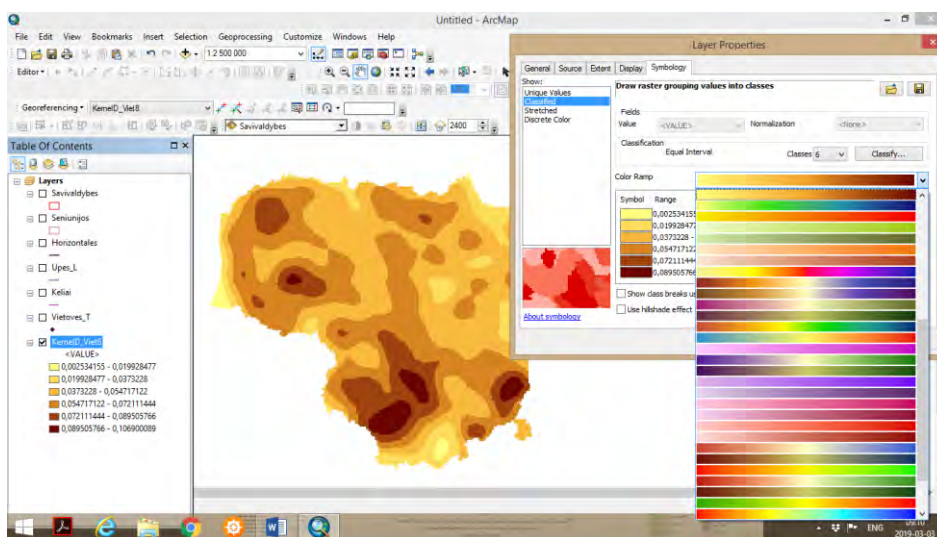 Untitled - ArcMap
File Edit View Bookmarks Insert Selection Geoprocessing Customize Windows Help
1:2 500 000
Editor
Georeferencing KernelD_Viet8
Savivaldybes
2400
Table Of Contents
Layers
Savivaldybes
Seniunijos
Horizontales
Upes_L
Keliai
Vietoves_T
KernelD_Viet8
<VALUE>
0,002534155 - 0,019928477
0,019928477 - 0,0373228
0,0373228 - 0,054717122
0,054717122 - 0,072111444
0,072111444 - 0,089505766
0,089505766 - 0,106900089
Layer Properties
General Source Extent Display Symbology
Show:
Unique Values
Classified
Stretched
Discrete Color
Draw raster grouping values into classes
Fields
Value <VALUE> Normalization <None>
Classification
Equal Interval Classes 6 Classify...
Color Ramp
Symbol Range
0,002534155
0,019928477
0,0373228 -
0,054717122
0,072111444
0,089505766
Show class breaks us
Use hillshade effect
About symbology
ENG
09:10
2019-03-03